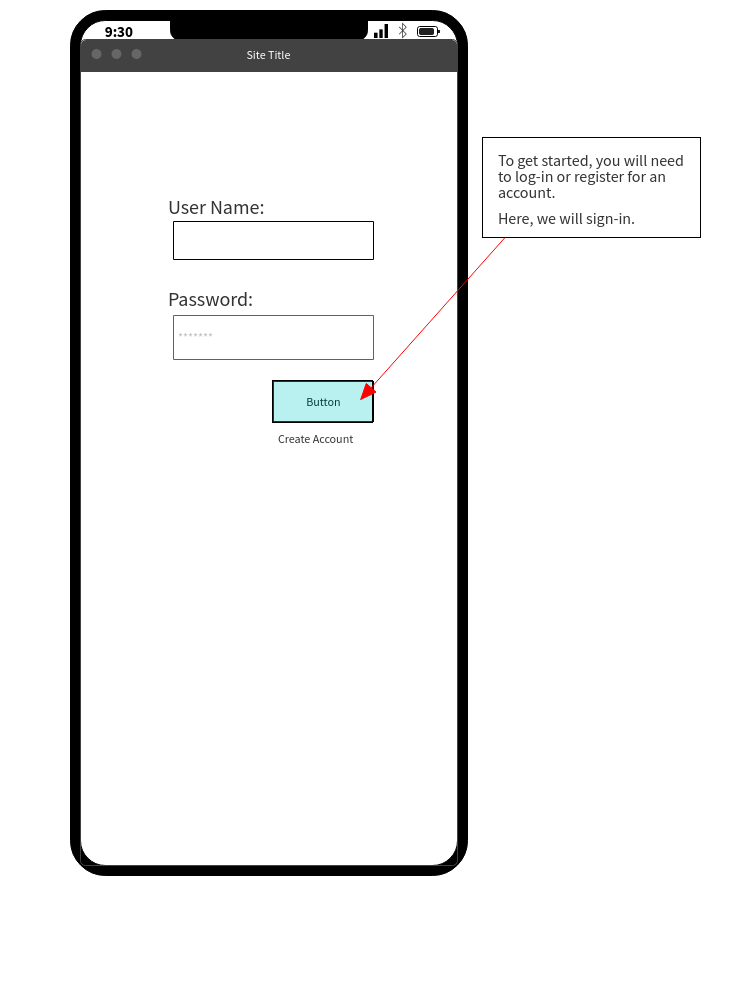 9:30
Site Title
To get started, you will need
to log-in or register for an
account.
Here, we will sign-in.
User Name:
Password:
*******
Button
Create Account